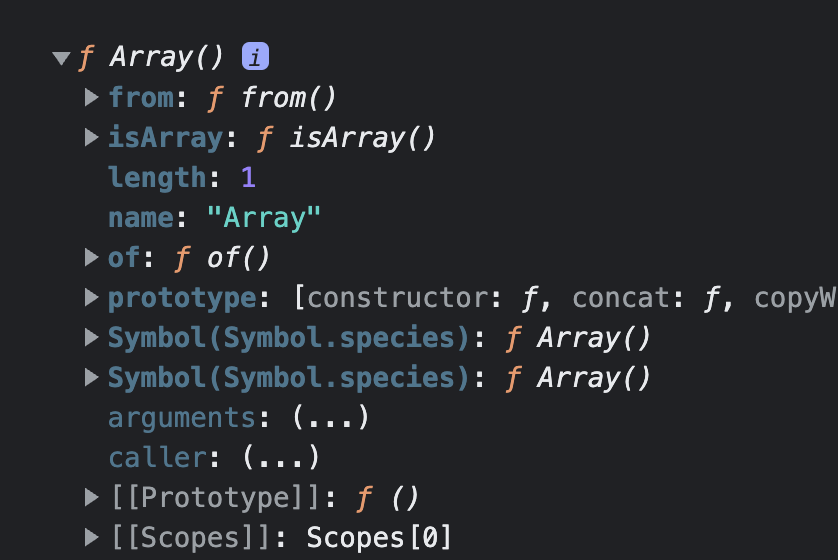 ▼ƒ Array() i
▶from: ƒ from()
▶isArray: ƒ isArray()
length: 1
name: "Array"
▶of: ƒ of()
▶prototype: [constructor: ƒ, concat: ƒ, copyW
▶Symbol(Symbol.species): ƒ Array()
▶Symbol(Symbol.species): ƒ Array()
arguments: (...)
caller: (...)
▶[[Prototype]]: ƒ ()
▶[[Scopes]]: Scopes[0]